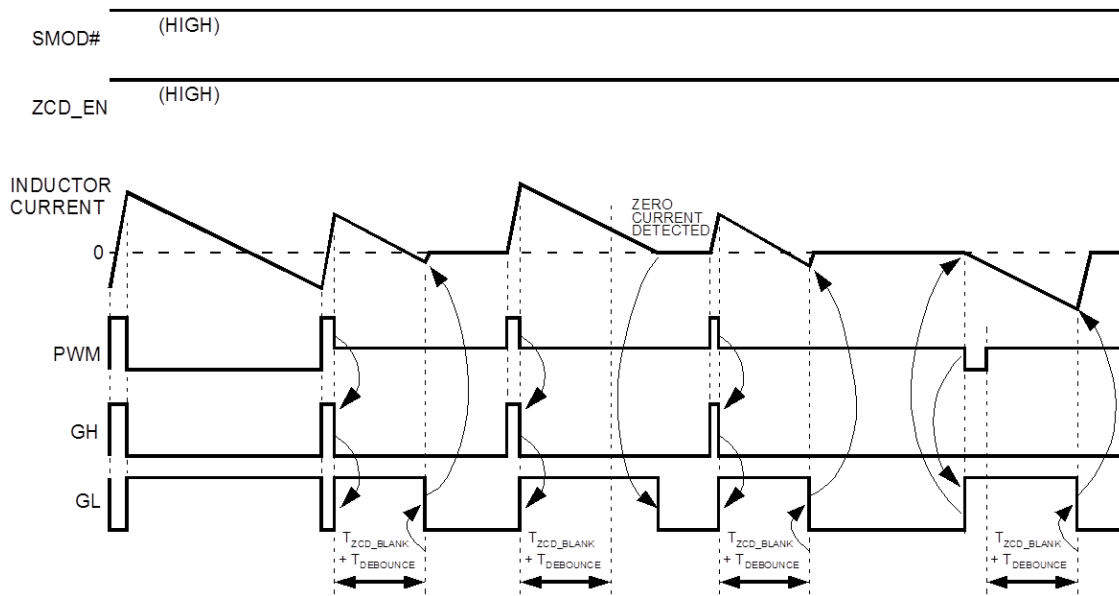 SMOD#
(HIGH)
ZCD_EN
(HIGH)
INDUCTOR
CURRENT
0
ZERO
CURRENT
DETECTED
PWM
GH
GL
TZCD_BLANK
+ TDEBOUNCE
TZCD_BLANK
+ TDEBOUNCE
TZCD_BLANK
+ TDEBOUNCE
TZCD_BLANK
+ TDEBOUNCE